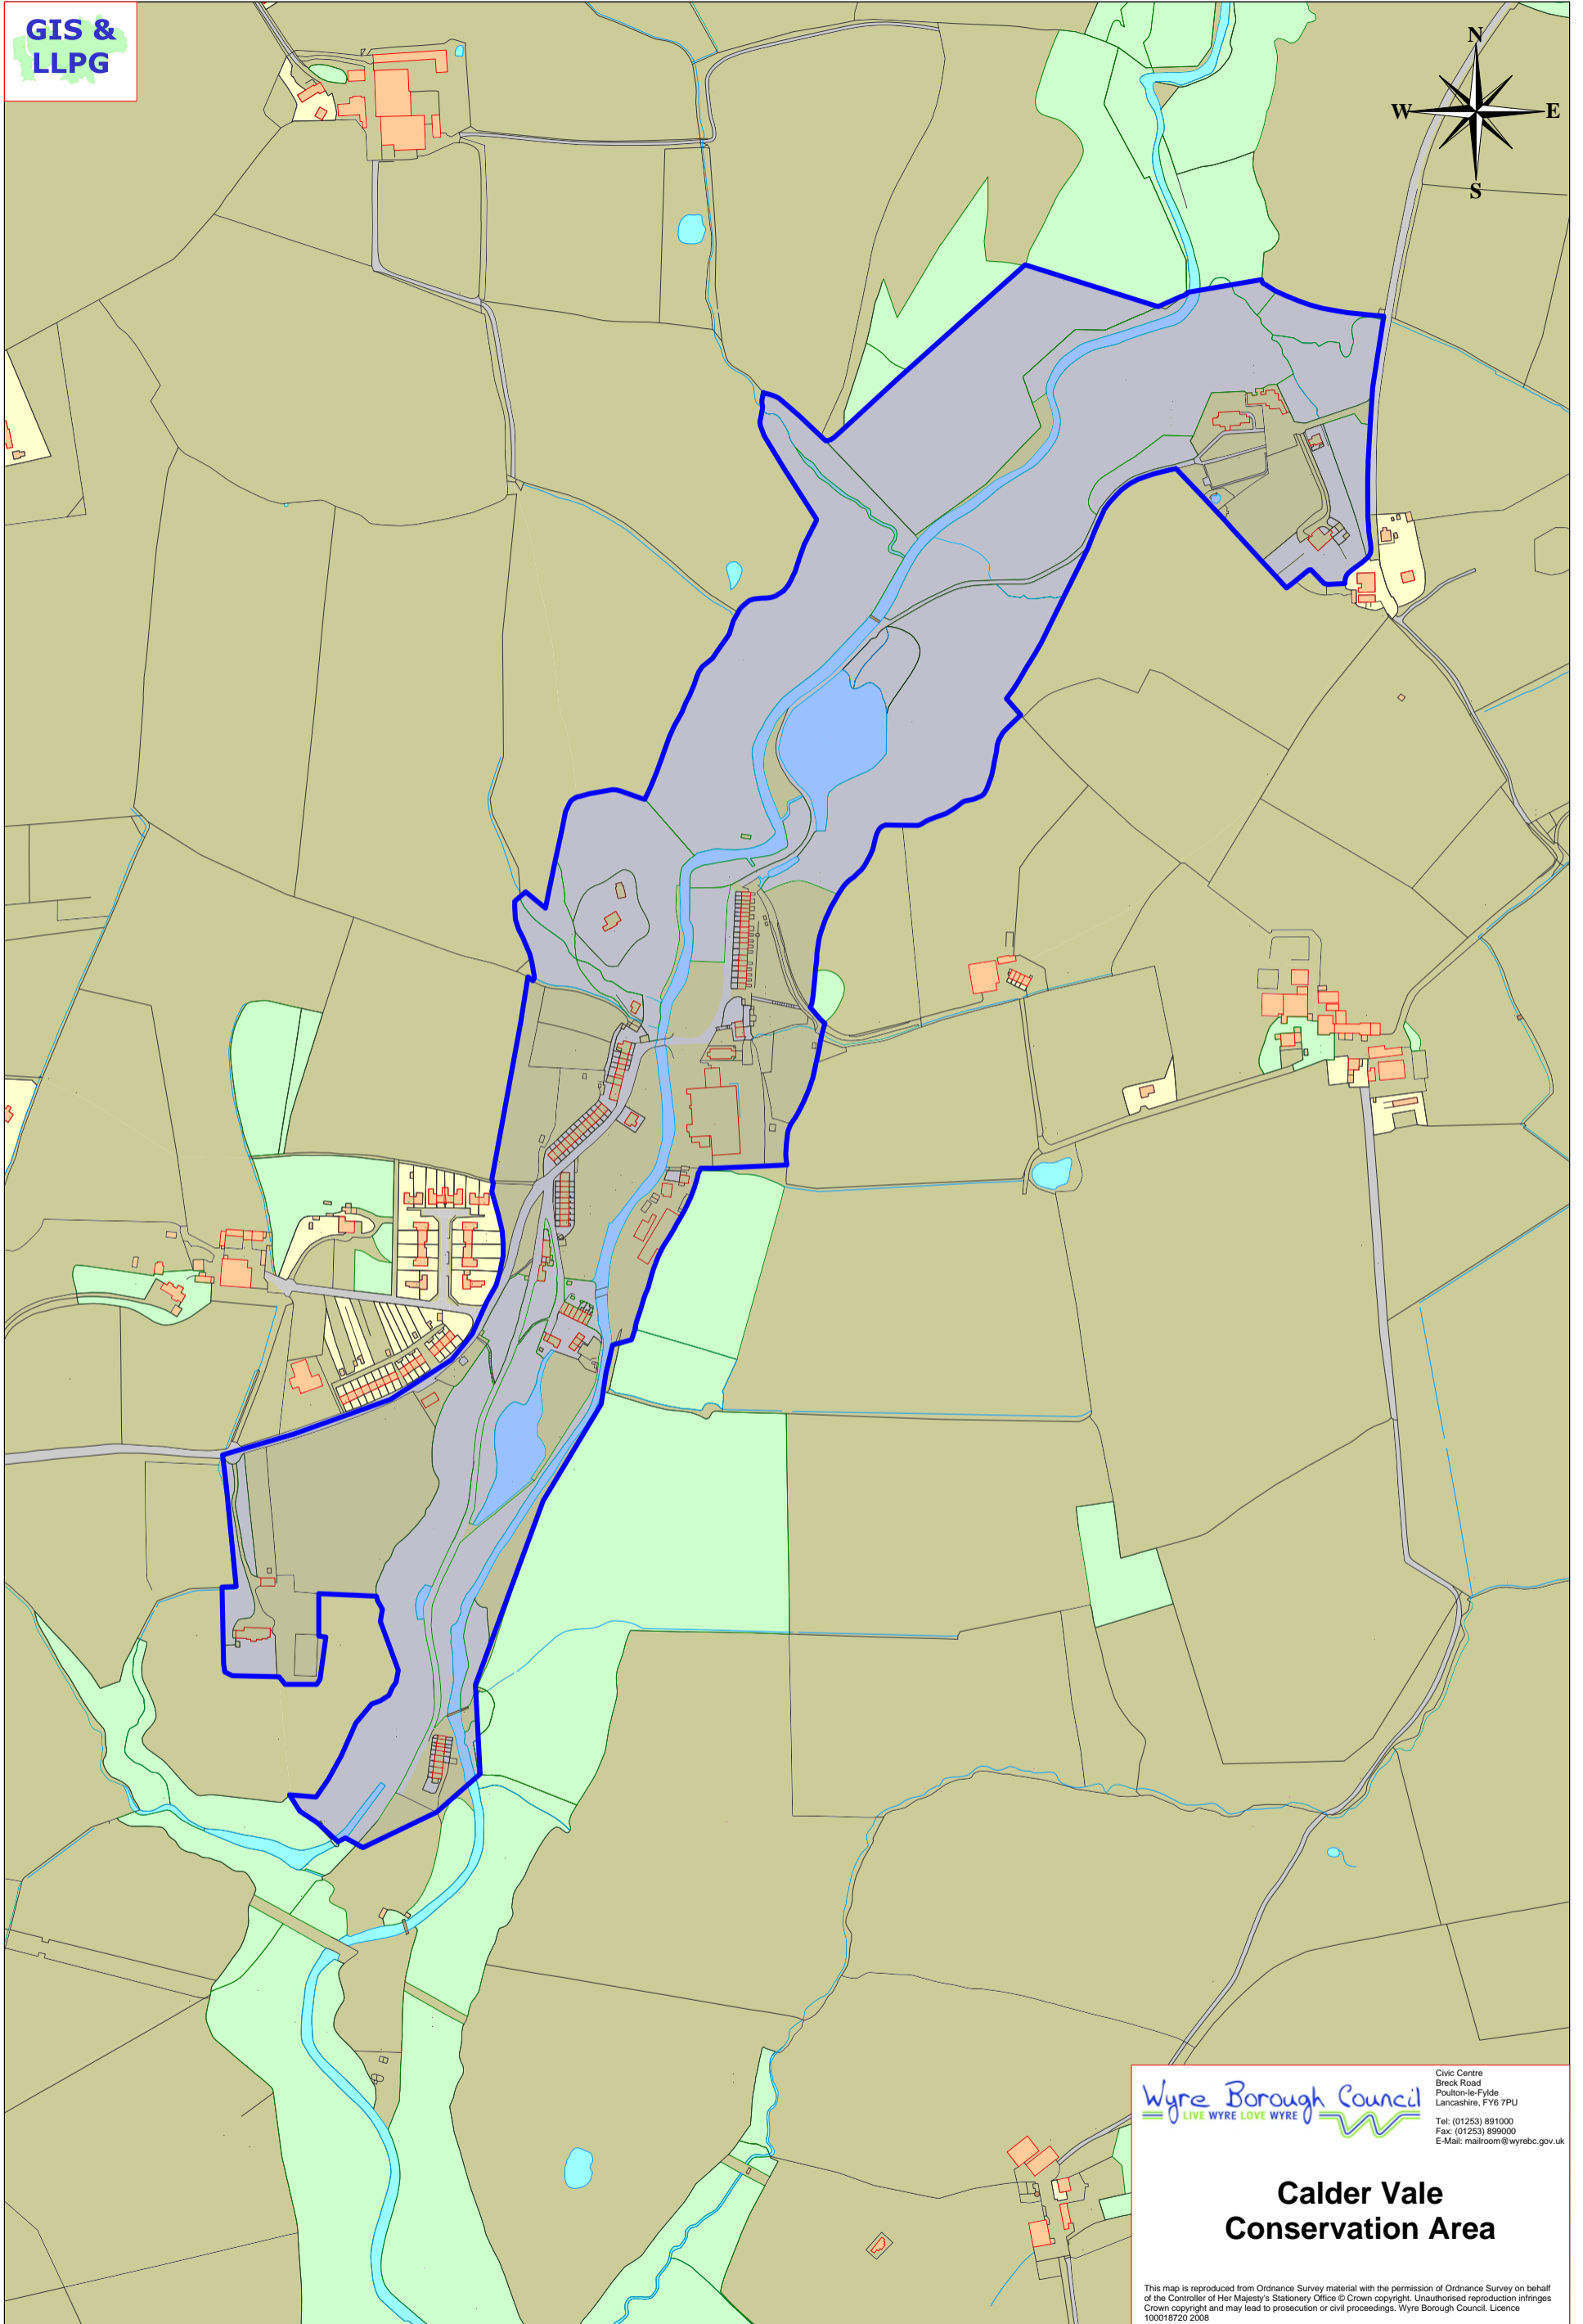 GIS &
LLPG
N
W
E
S
Wyre Borough Council
LIVE WYRE LOVE WYRE
Civic Centre
Breck Road
Poulton-le-Fylde
Lancashire, FY6 7PU
Tel: (01253) 891000
Fax: (01253) 899000
E-Mail: mailroom@wyrebc.gov.uk
Calder Vale
Conservation Area
This map is reproduced from Ordnance Survey material with the permission of Ordnance Survey on behalf
of the Controller of Her Majesty's Stationery Office © Crown copyright. Unauthorised reproduction infringes
Crown copyright and may lead to prosecution or civil proceedings. Wyre Borough Council. Licence
100018720 2008